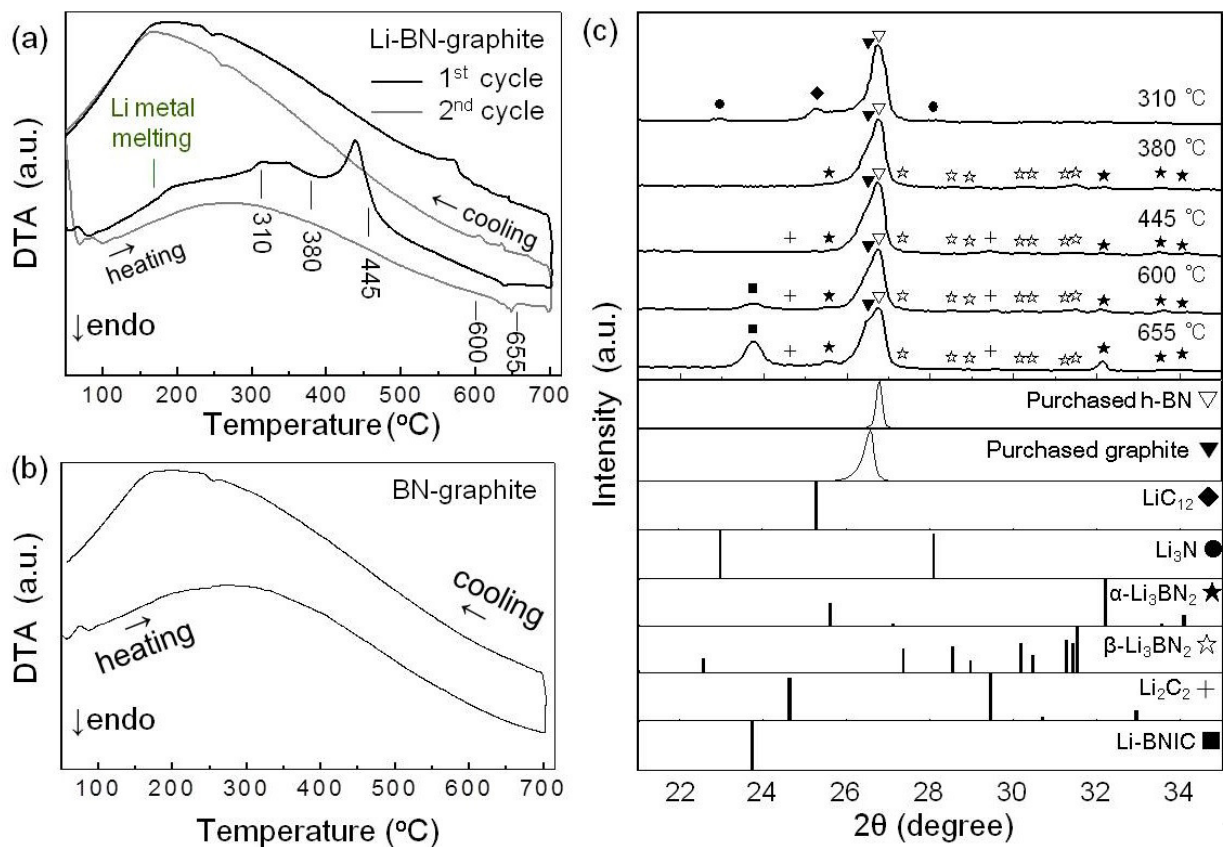 (a)
Li-BN-graphite
1st cycle
2nd cycle
Li metal
melting
DTA (a.u.)
← cooling
→
heating
310
380
445
600
655
↓endo
100 200 300 400 500 600 700
Temperature (oC)
(b)
BN-graphite
DTA (a.u.)
cooling
←
→
heating
↓endo
100 200 300 400 500 600 700
Temperature (oC)
(c)
310 ℃
380 ℃
445 ℃
600 ℃
655 ℃
Intensity (a.u.)
Purchased h-BN ▽
Purchased graphite ▼
LiC12 ◆
Li3N ●
α-Li3BN2 ★
β-Li3BN2 ☆
Li2C2 +
Li-BNIC ■
22 24 26 28 30 32 34
2θ (degree)